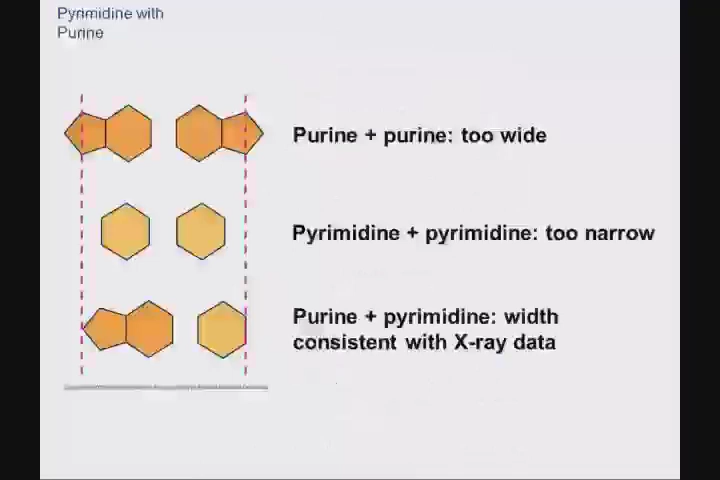 Pyrimidine with
Purine
Purine + purine: too wide
Pyrimidine + pyrimidine: too narrow
Purine + pyrimidine: width
consistent with X-ray data